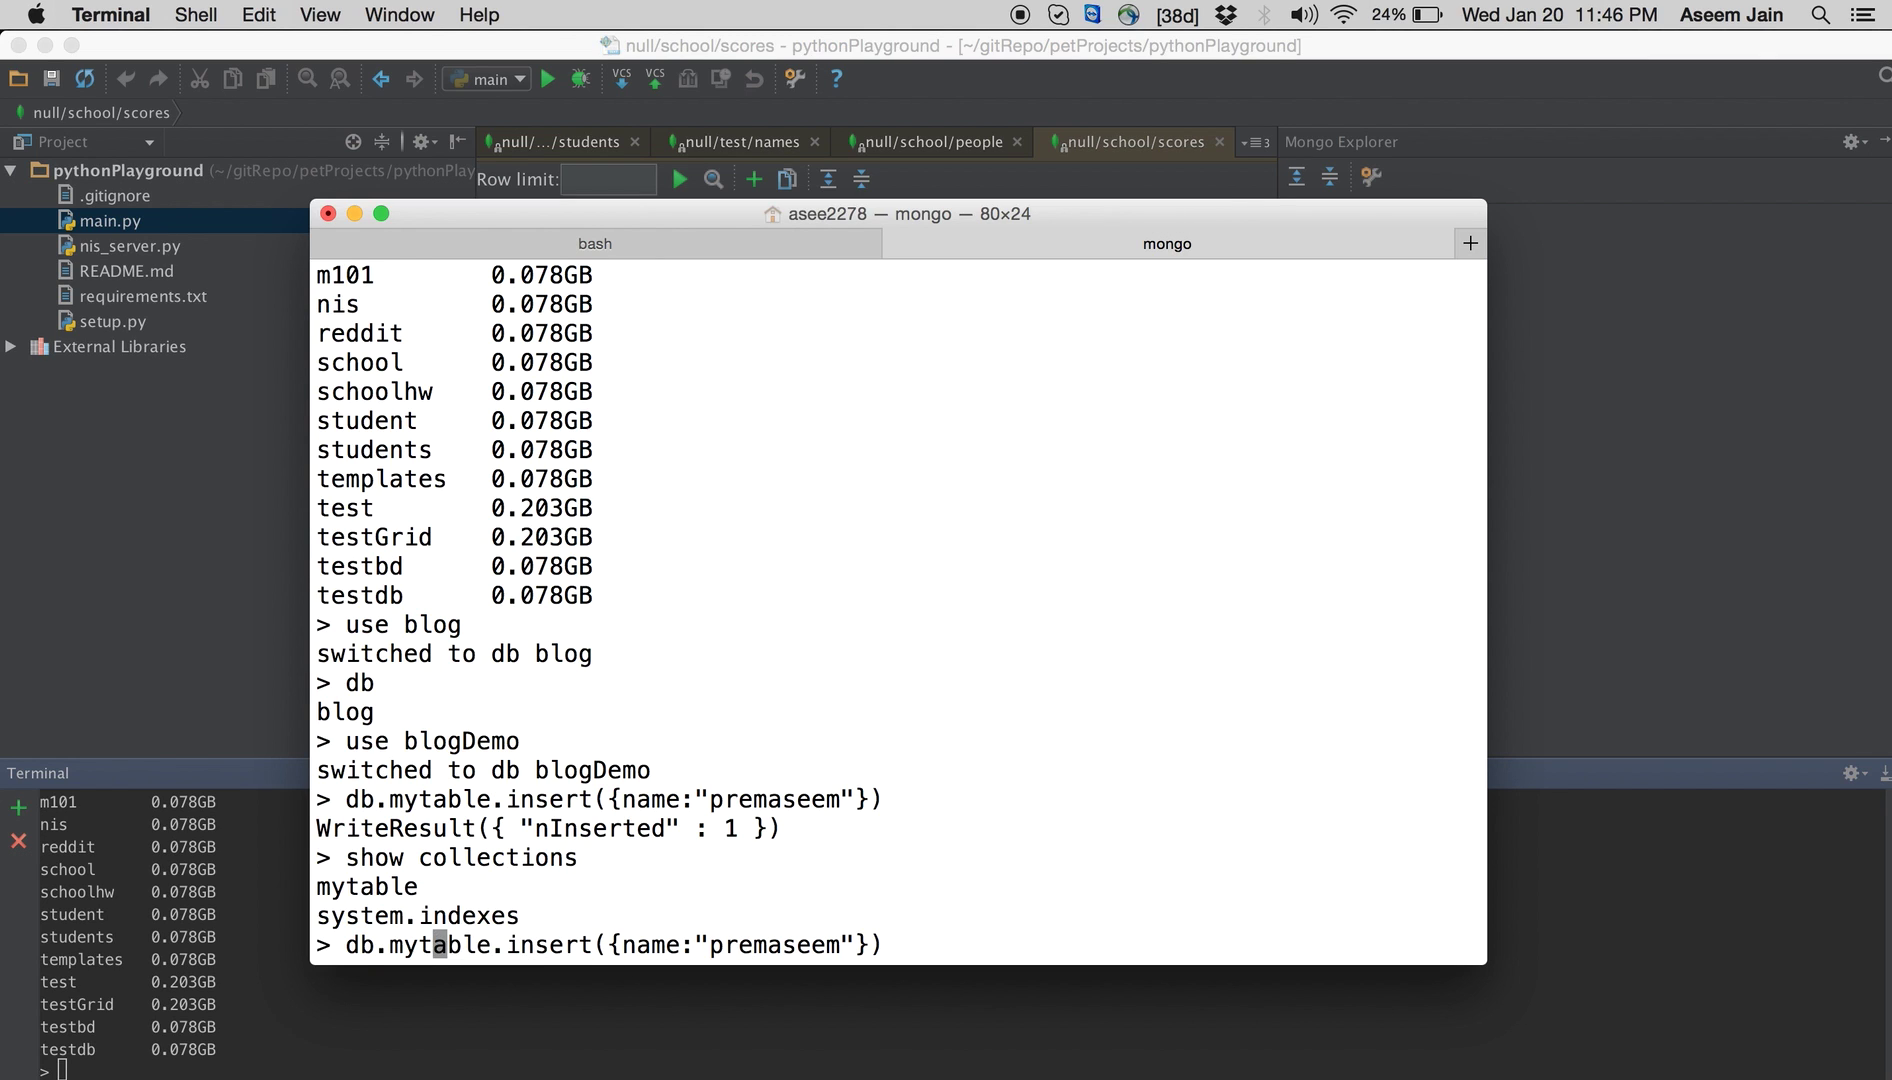 Terminal Shell Edit View Window Help [38d] 24% Wed Jan 20 11:46 PM Aseem Jain
null/school/scores - pythonPlayground - [~/gitRepo/petProjects/pythonPlayground]
main VCS VCS ?
null/school/scores
Project null/.../students null/test/names null/school/people null/school/scores 3 Mongo Explorer
pythonPlayground (~/gitRepo/petProjects/pythonPlay
Row limit:
.gitignore
main.py
nis_server.py
README.md
requirements.txt
setup.py
External Libraries
asee2278 — mongo — 80×24
bash mongo +
m101 0.078GB
nis 0.078GB
reddit 0.078GB
school 0.078GB
schoolhw 0.078GB
student 0.078GB
students 0.078GB
templates 0.078GB
test 0.203GB
testGrid 0.203GB
testbd 0.078GB
testdb 0.078GB
> use blog
switched to db blog
> db
blog
> use blogDemo
switched to db blogDemo
> db.mytable.insert({name:"premaseem"})
WriteResult({ "nInserted" : 1 })
> show collections
mytable
system.indexes
> db.mytable.insert({name:"premaseem"})
Terminal
m101 0.078GB
nis 0.078GB
reddit 0.078GB
school 0.078GB
schoolhw 0.078GB
student 0.078GB
students 0.078GB
templates 0.078GB
test 0.203GB
testGrid 0.203GB
testbd 0.078GB
testdb 0.078GB
>